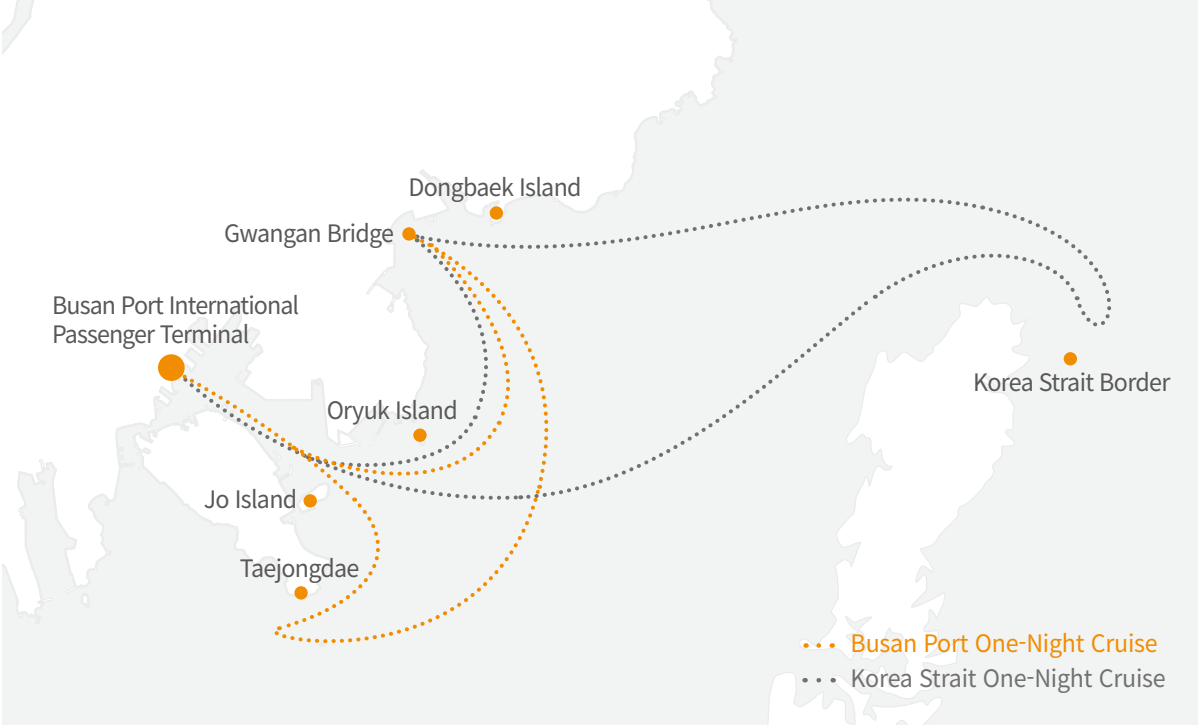 Dongbaek Island
Gwangan Bridge
Busan Port International
Passenger Terminal
Korea Strait Border
Oryuk Island
Jo Island
Taejongdae
Busan Port One-Night Cruise
Korea Strait One-Night Cruise